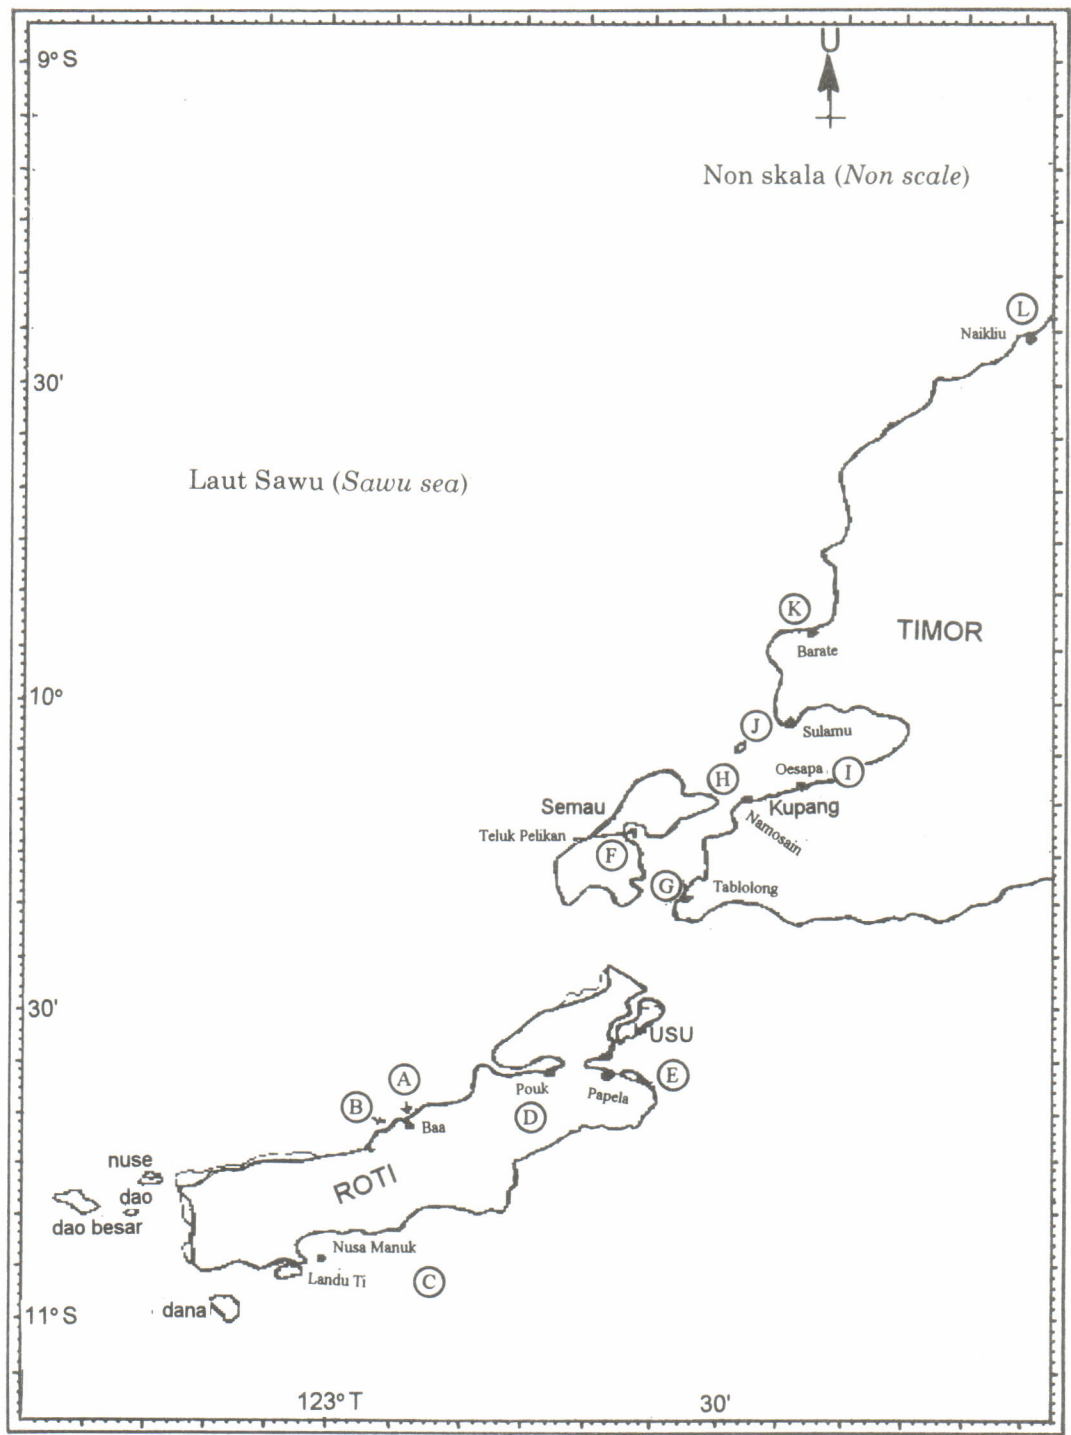 U
9° S
Non skala (Non scale)
L
Naikliu
30'
Laut Sawu (Sawu sea)
K
TIMOR
Barate
10°
J
Sulamu
H
Oesapa
I
Semau
Kupang
Teluk Pelikan
Namosain
F
G
Tablolong
30'
USU
A
Pouk
Papela
E
B
Baa
D
nuse
ROTI
dao
dao besar
Nusa Manuk
Landu Ti
C
dana
11° S
123° T
30'